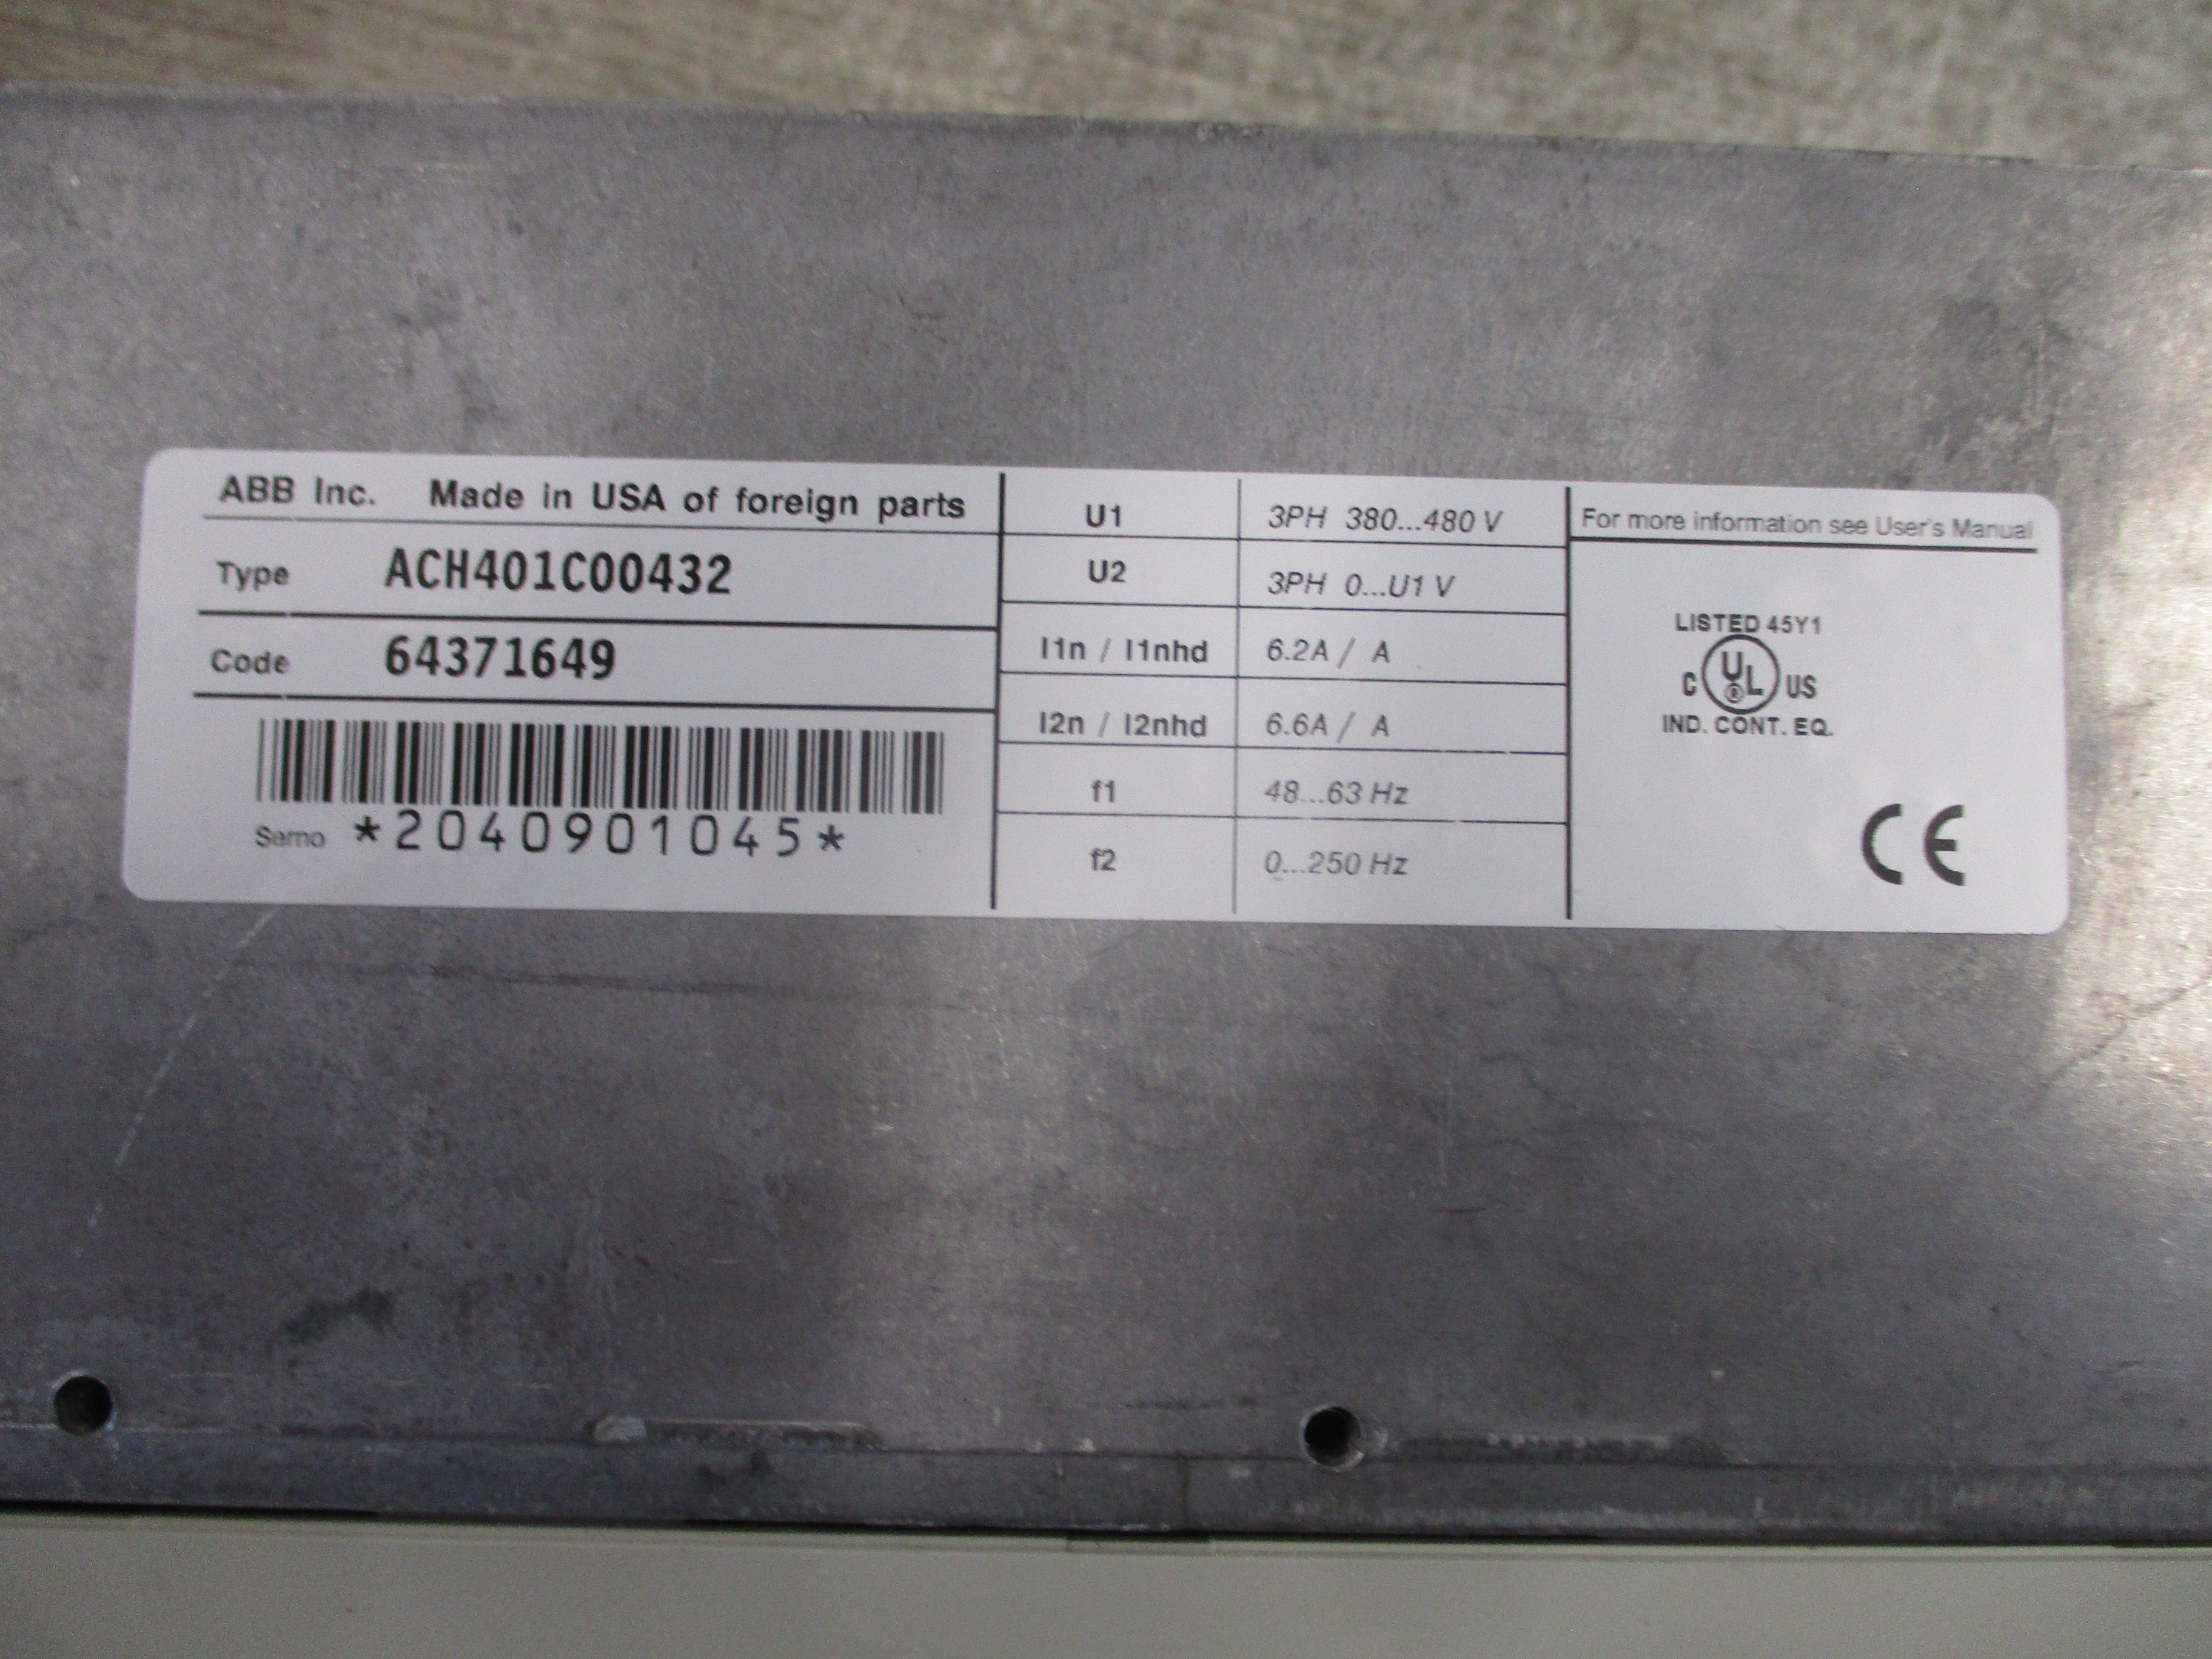 ABB Inc. Made in USA of foreign parts
Type ACH401C00432
Code 64371649
Serno *2040901045*
U1 3PH 380...480 V
U2 3PH 0...U1 V
I1n / I1nhd 6.2A / A
I2n / I2nhd 6.6A / A
f1 48...63 Hz
f2 0...250 Hz
For more information see User's Manual
LISTED 45Y1
C UL ® US
IND. CONT. EQ.
CE